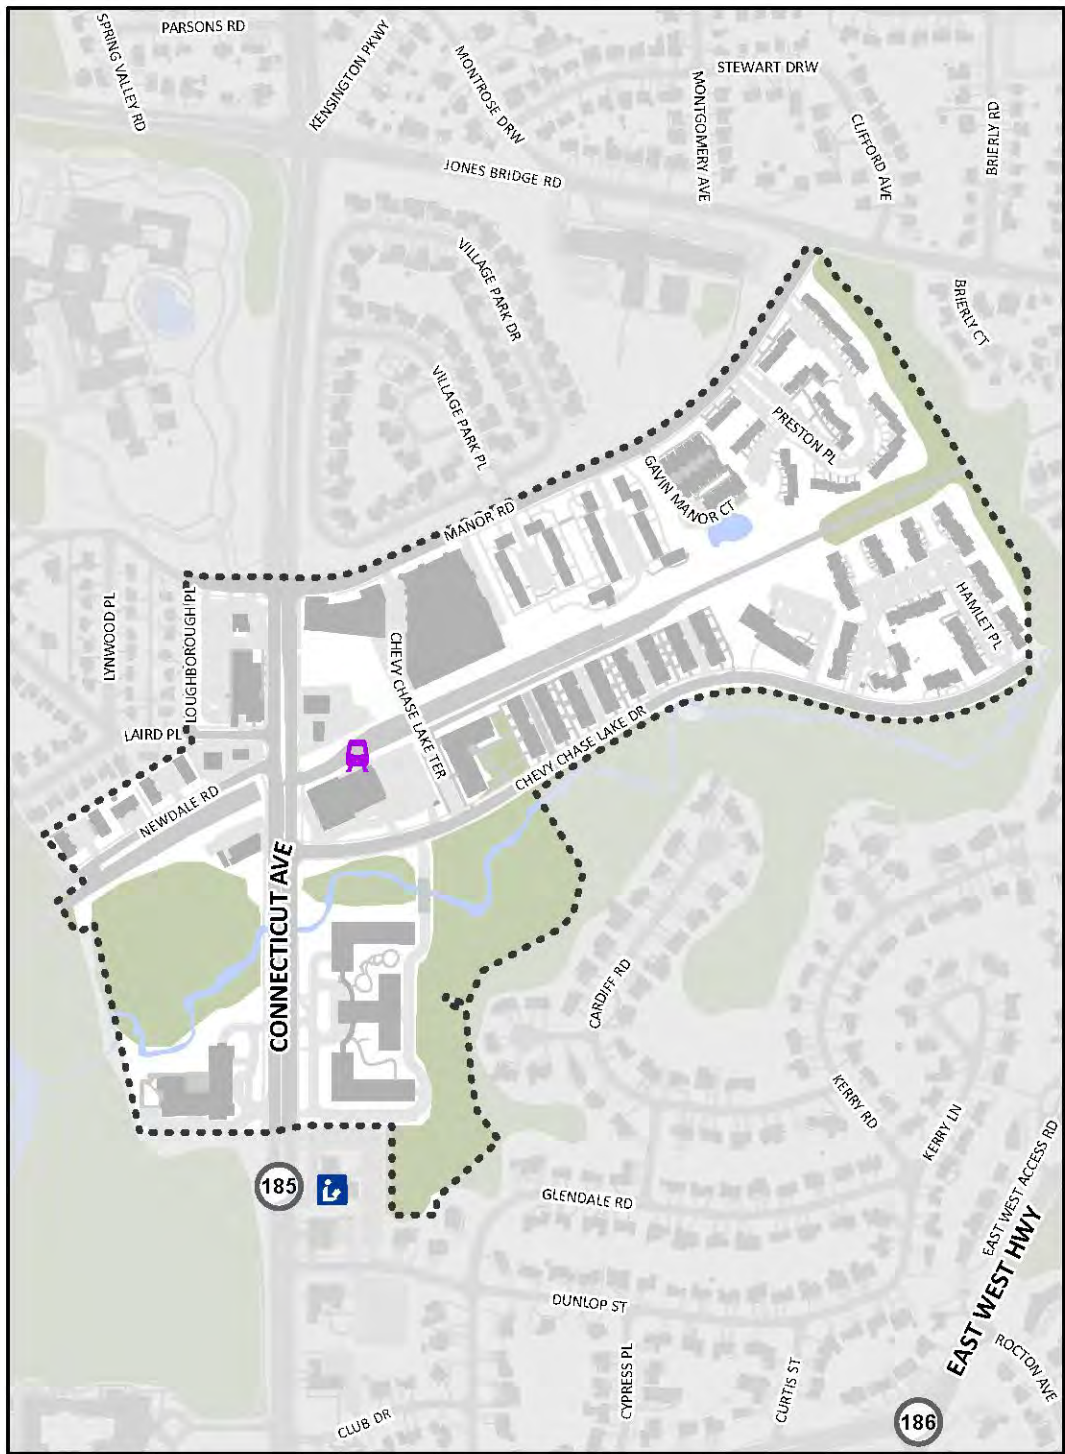 PARSONS RD
SPRING VALLEY RD
KENSINGTON PKWY
MONTROSE DRW
STEWART DRW
MONTGOMERY AVE
CLIFFORD AVE
BRIERLY RD
JONES BRIDGE RD
VILLAGE PARK DR
BRIERLY CT
VILLAGE PARK PL
PRESTON PL
GAVIN MANOR CT
MANOR RD
LYNWOOD PL
LOUGHBOROUGH PL
HAMLET PL
CHEVY CHASE LAKE TER
LAIRD PL
CHEVY CHASE LAKE DR
NEWDALE RD
CONNECTICUT AVE
CARDIFF RD
KERRY RD
KERRY LN
EAST WEST ACCESS RD
185
GLENDALE RD
EAST WEST HWY
DUNLOP ST
ROCTON AVE
CYPRESS PL
CURTIS ST
CLUB DR
186